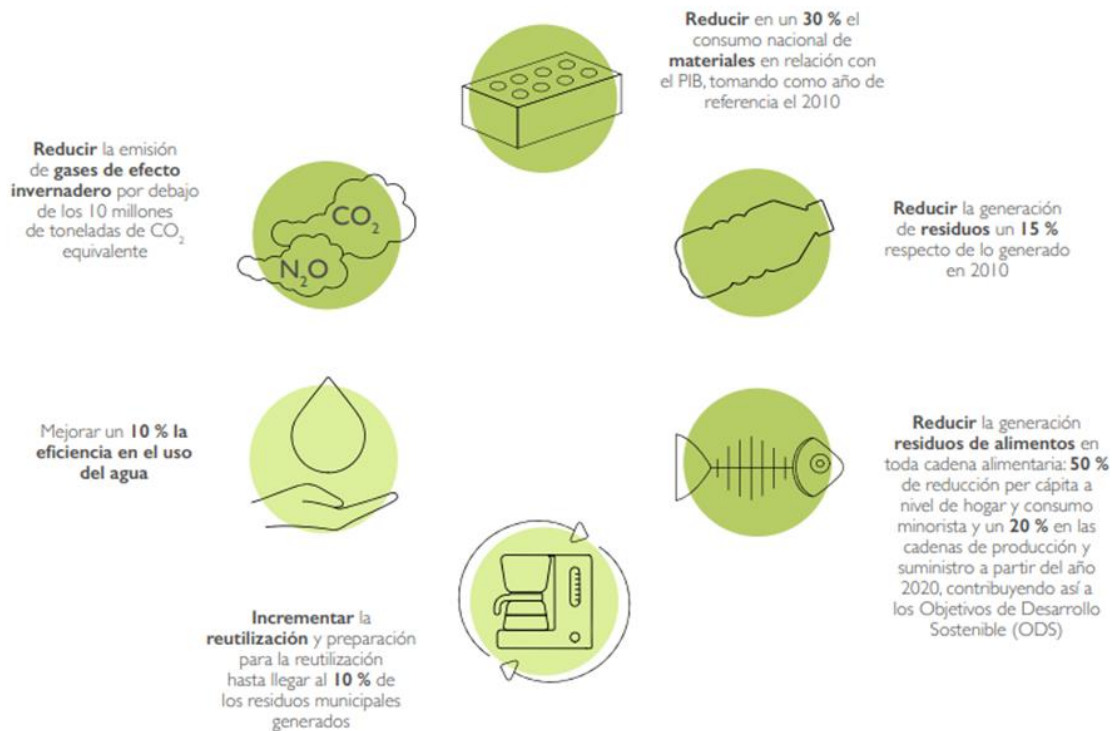 Reducir en un 30 % el
consumo nacional de
materiales en relación con
el PIB, tomando como año de
referencia el 2010
Reducir la emisión
de gases de efecto
invernadero por debajo
de los 10 millones
de toneladas de CO₂
equivalente
CO₂
N₂O
Reducir la generación
de residuos un 15 %
respecto de lo generado
en 2010
Mejorar un 10 % la
eficiencia en el uso
del agua
Reducir la generación
residuos de alimentos en
toda cadena alimentaria: 50 %
de reducción per cápita a
nivel de hogar y consumo
minorista y un 20 % en las
cadenas de producción y
suministro a partir del año
2020, contribuyendo así a
los Objetivos de Desarrollo
Sostenible (ODS)
Incrementar la
reutilización y preparación
para la reutilización
hasta llegar al 10 % de
los residuos municipales
generados